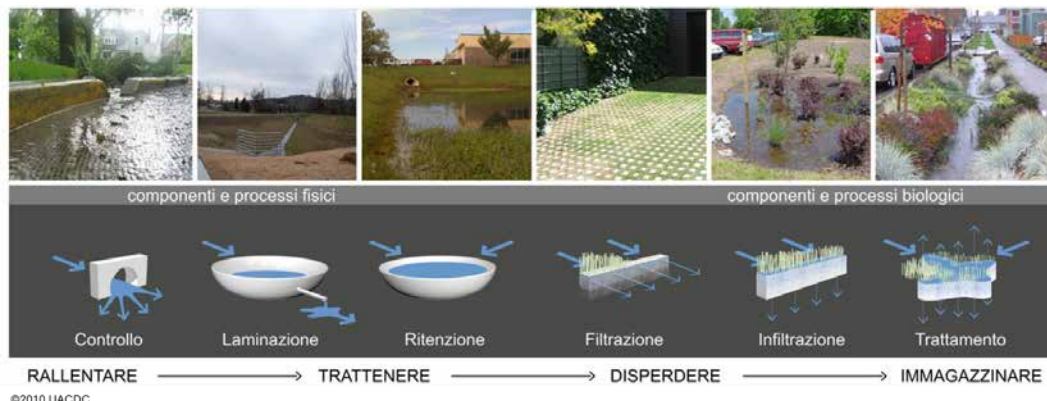 componenti e processi fisici componenti e processi biologici
Controllo Laminazione Ritenzione Filtrazione Infiltrazione Trattamento
RALLENTARE TRATTENERE DISPERDERE IMMAGAZZINARE
©2010 UACDC